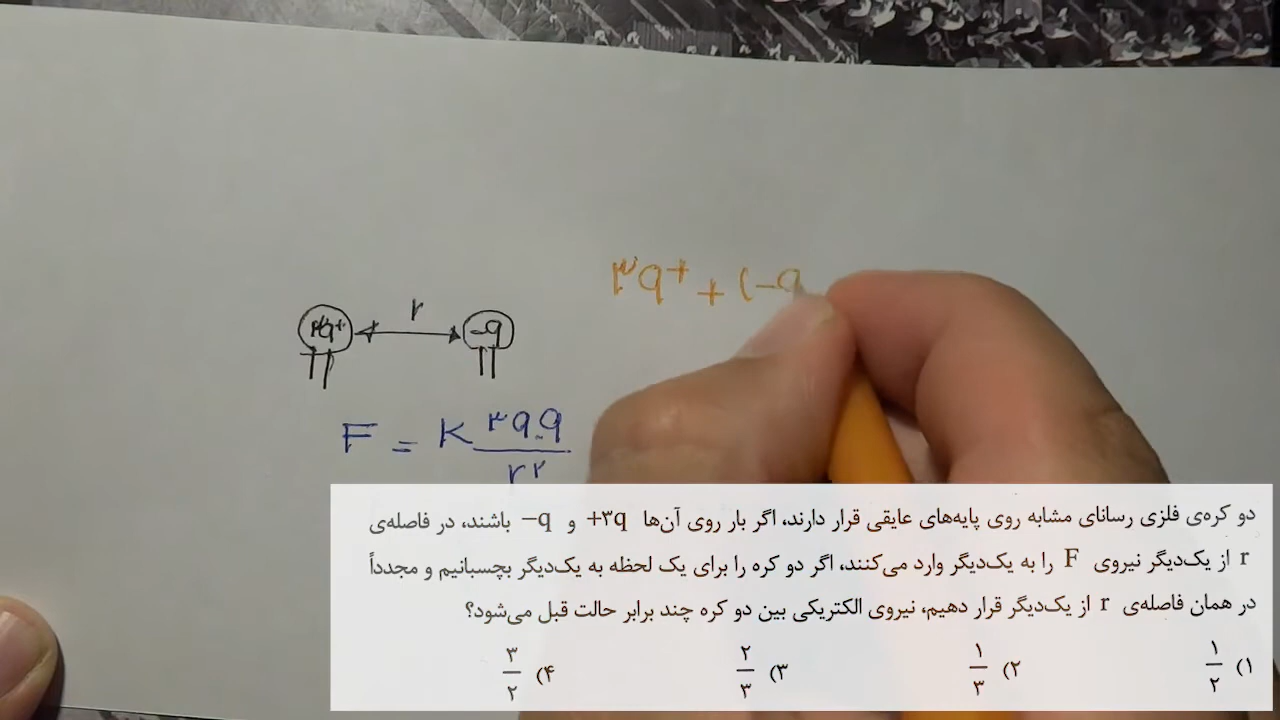 ۳q+ + (-q
r
۳q+
-q
F = K ۳q.q / r۲
دو کره‌ی فلزی رسانای مشابه روی پایه‌های عایقی قرار دارند، اگر بار روی آن‌ها +۳q و -q باشند، در فاصله‌ی
r از یک‌دیگر نیروی F را به یک‌دیگر وارد می‌کنند، اگر دو کره را برای یک لحظه به یک‌دیگر بچسبانیم و مجدداً
در همان فاصله‌ی r از یک‌دیگر قرار دهیم، نیروی الکتریکی بین دو کره چند برابر حالت قبل می‌شود؟
۱) ۱/۲ ۲) ۱/۳ ۳) ۲/۳ ۴) ۳/۲